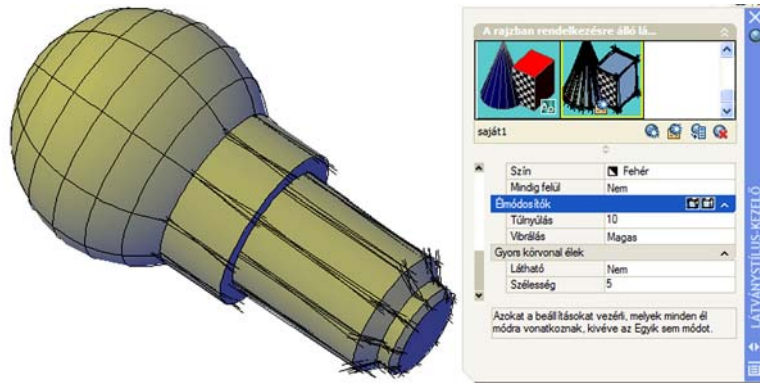 A rajzban rendelkezésre álló lá...
saját1
Szín Fehér
Mindig felül Nem
Élmódosítók
Túlnyúlás 10
Vibrálás Magas
Gyors körvonal élek
Látható Nem
Szélesség 5
Azokat a beállításokat vezérli, melyek minden él
módra vonatkoznak, kivéve az Egyik sem módot.
LÁTVÁNYSTÍLUS-KEZELŐ